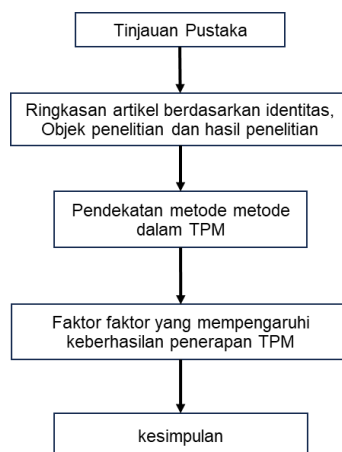 Tinjauan Pustaka
Ringkasan artikel berdasarkan identitas,
Objek penelitian dan hasil penelitian
Pendekatan metode metode
dalam TPM
Faktor faktor yang mempengaruhi
keberhasilan penerapan TPM
kesimpulan